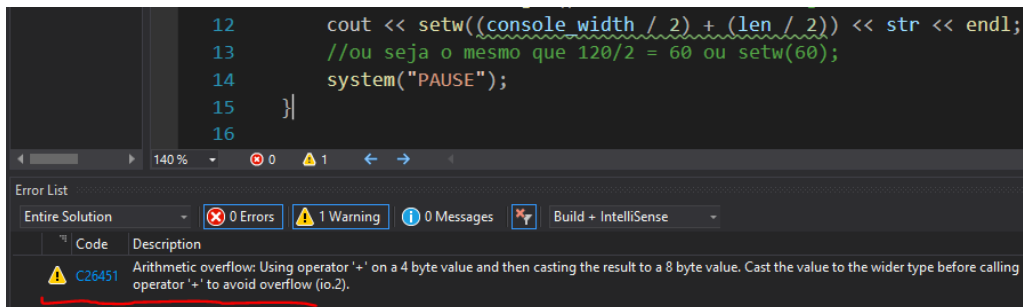 12 cout << setw((console_width / 2) + (len / 2)) << str << endl;
13 //ou seja o mesmo que 120/2 = 60 ou setw(60);
14 system("PAUSE");
15 }
16
140 % 0 1
Error List
Entire Solution 0 Errors 1 Warning 0 Messages Build + IntelliSense
Code Description
C26451 Arithmetic overflow: Using operator '+' on a 4 byte value and then casting the result to a 8 byte value. Cast the value to the wider type before calling
operator '+' to avoid overflow (io.2).